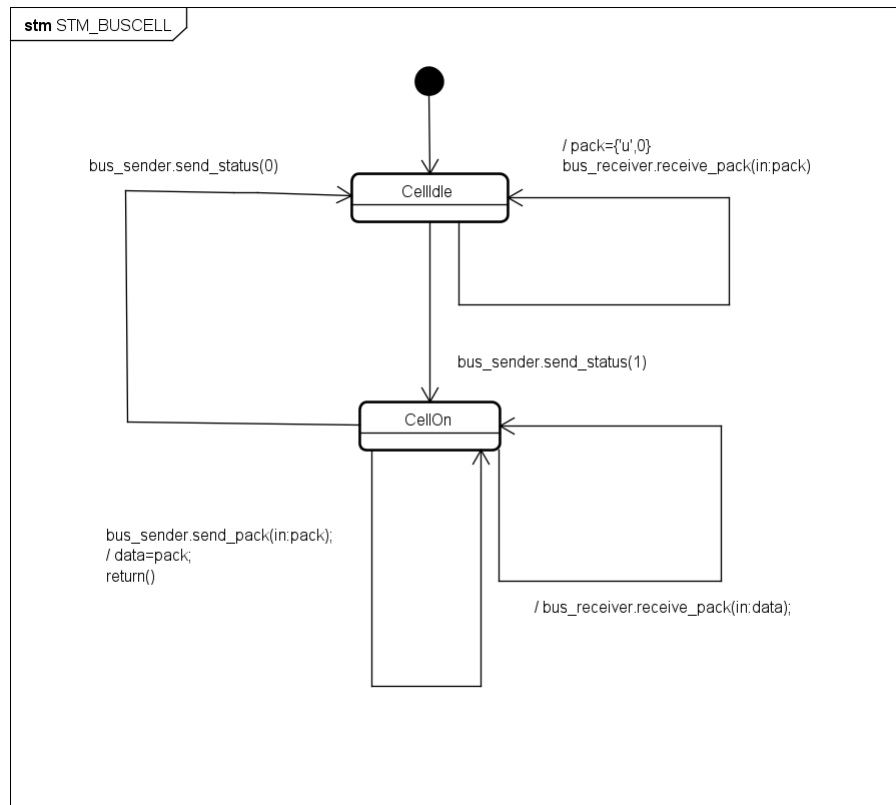 stm STM_BUSCELL
/ pack={'u',0}
bus_receiver.receive_pack(in:pack)
bus_sender.send_status(0)
CellIdle
bus_sender.send_status(1)
CellOn
bus_sender.send_pack(in:pack);
/ data=pack;
return()
/ bus_receiver.receive_pack(in:data);